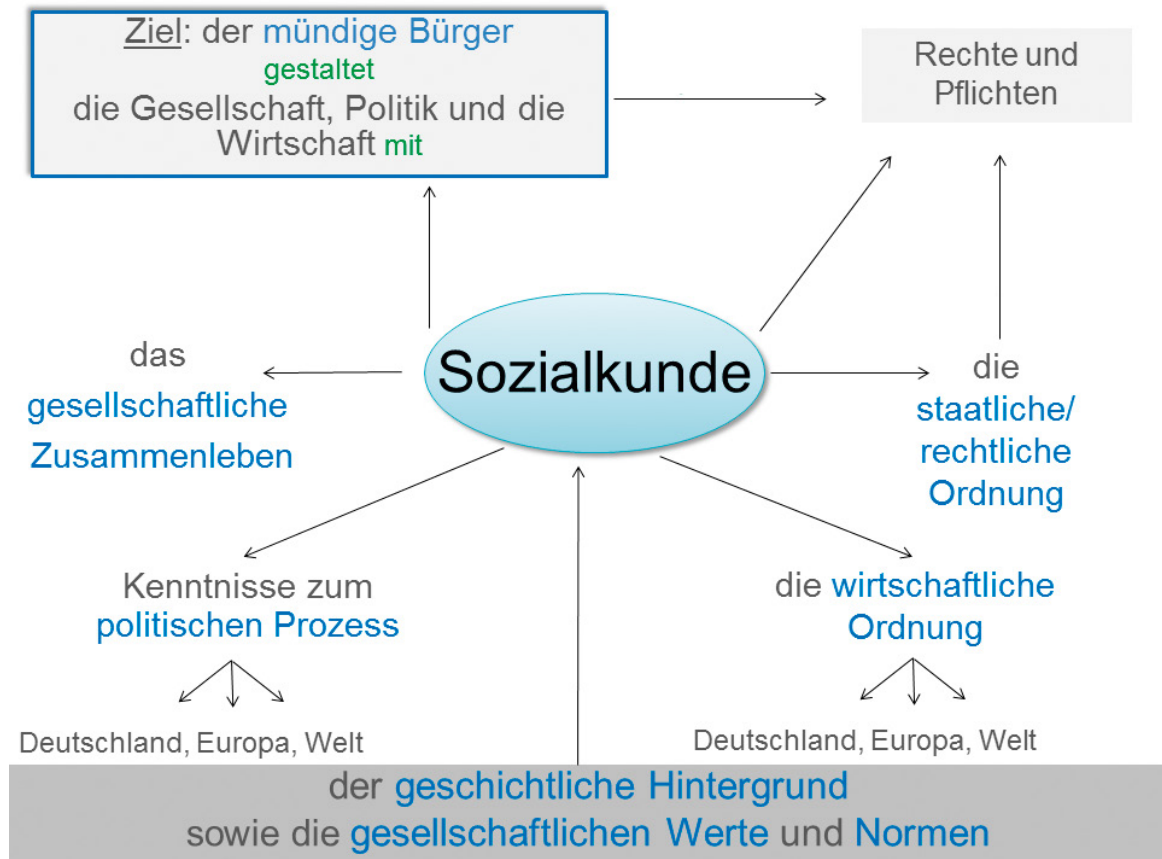 Ziel: der mündige Bürger
gestaltet
die Gesellschaft, Politik und die
Wirtschaft mit
Rechte und
Pflichten
Sozialkunde
das
gesellschaftliche
Zusammenleben
die
staatliche/
rechtliche
Ordnung
Kenntnisse zum
politischen Prozess
die wirtschaftliche
Ordnung
Deutschland, Europa, Welt
Deutschland, Europa, Welt
der geschichtliche Hintergrund
sowie die gesellschaftlichen Werte und Normen